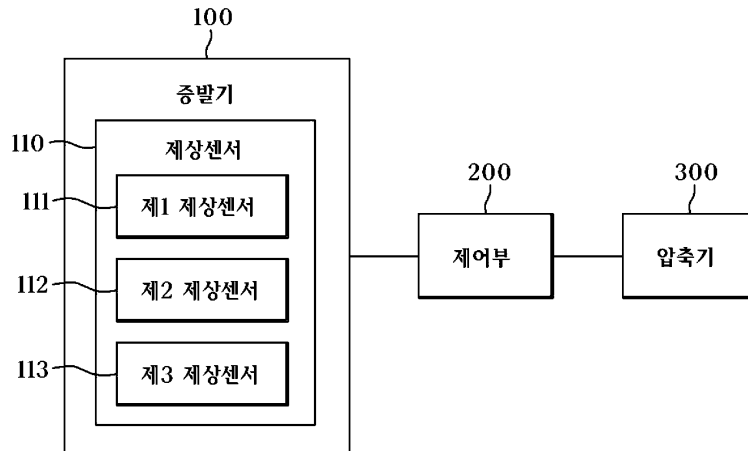 100
증발기
110
제상센서
111
제1 제상센서
112
제2 제상센서
113
제3 제상센서
200
제어부
300
압축기